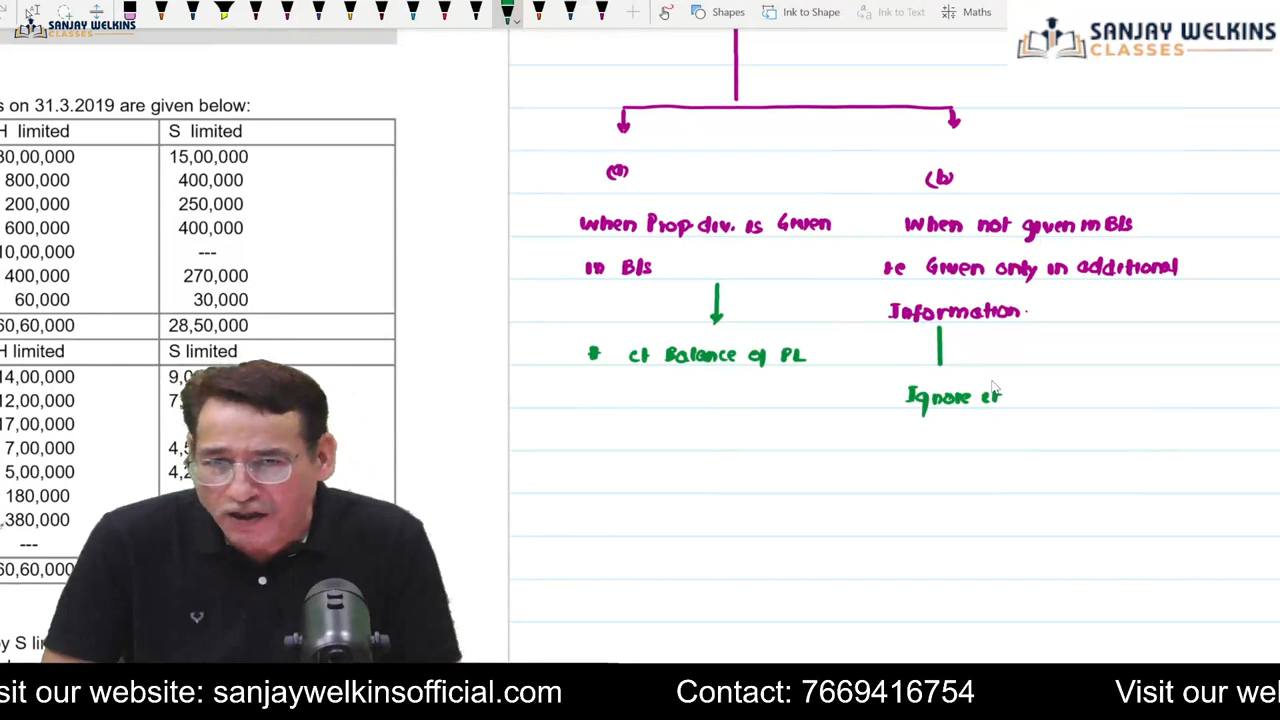 Shapes
Ink to Shape
Ink to Text
Maths
SANJAY WELKINS
CLASSES
SANJAY WELKINS
CLASSES
s on 31.3.2019 are given below:
H limited S limited
30,00,000 15,00,000
800,000 400,000
200,000 250,000
600,000 400,000
10,00,000 ---
400,000 270,000
60,000 30,000
60,60,000 28,50,000
H limited S limited
14,00,000
12,00,000
17,00,000
7,00,000
5,00,000
180,000
,380,000
---
60,60,000
y S li
(a)
When Prop. div. is Given
in B/s
* cr Balance of PL
(b)
When not given in B/s
ie Given only in additional
Information.
Ignore it
sit our website: sanjaywelkinsofficial.com Contact: 7669416754 Visit our wel